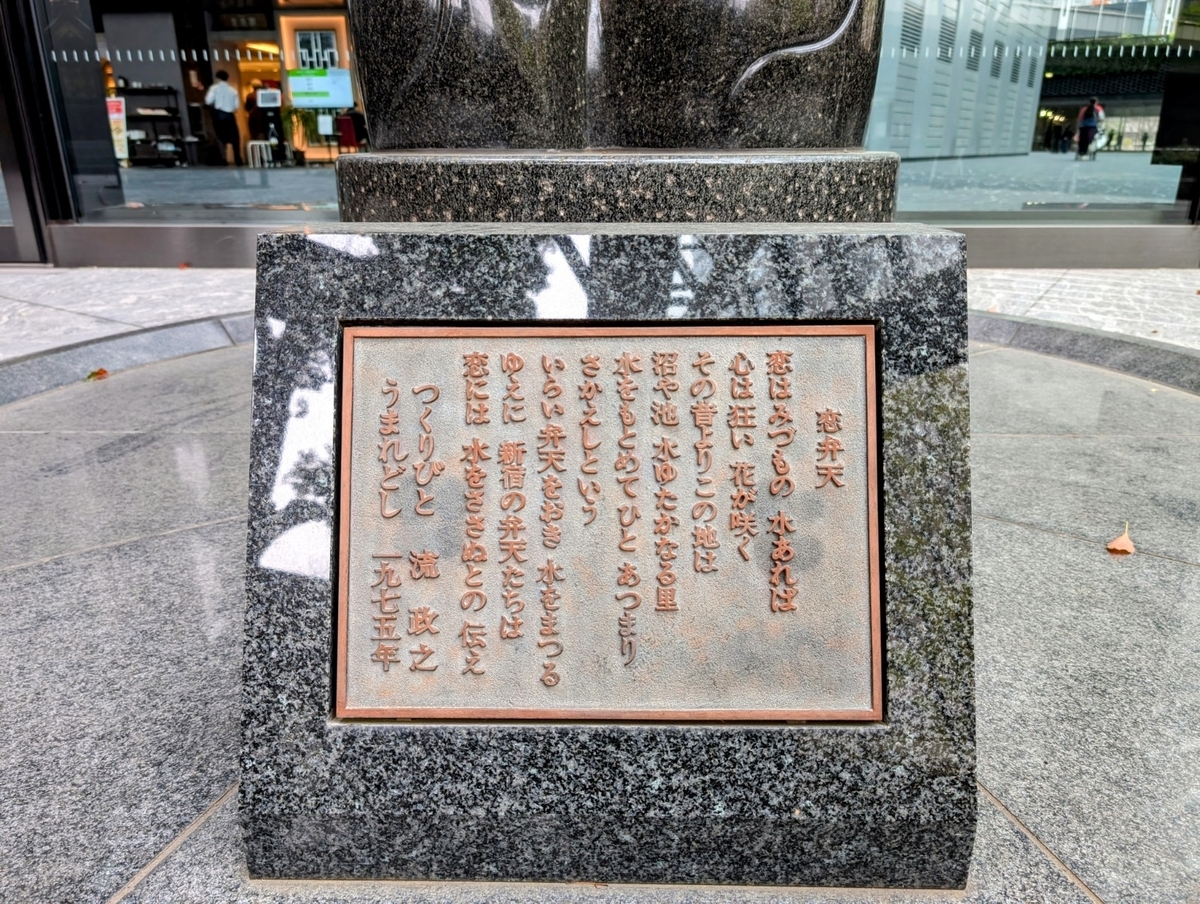 恋弁天
恋はみづもの 水あれば
心は狂い 花が咲く
その昔よりこの地は
沼や池 水ゆたかなる里
水をもとめてひと あつまり
さかえしという
いらい弁天をおき 水をまつる
ゆえに 新宿の弁天たちは
恋には 水をささぬとの 伝え
つくりびと 流 政之
うまれどし 一九七五年